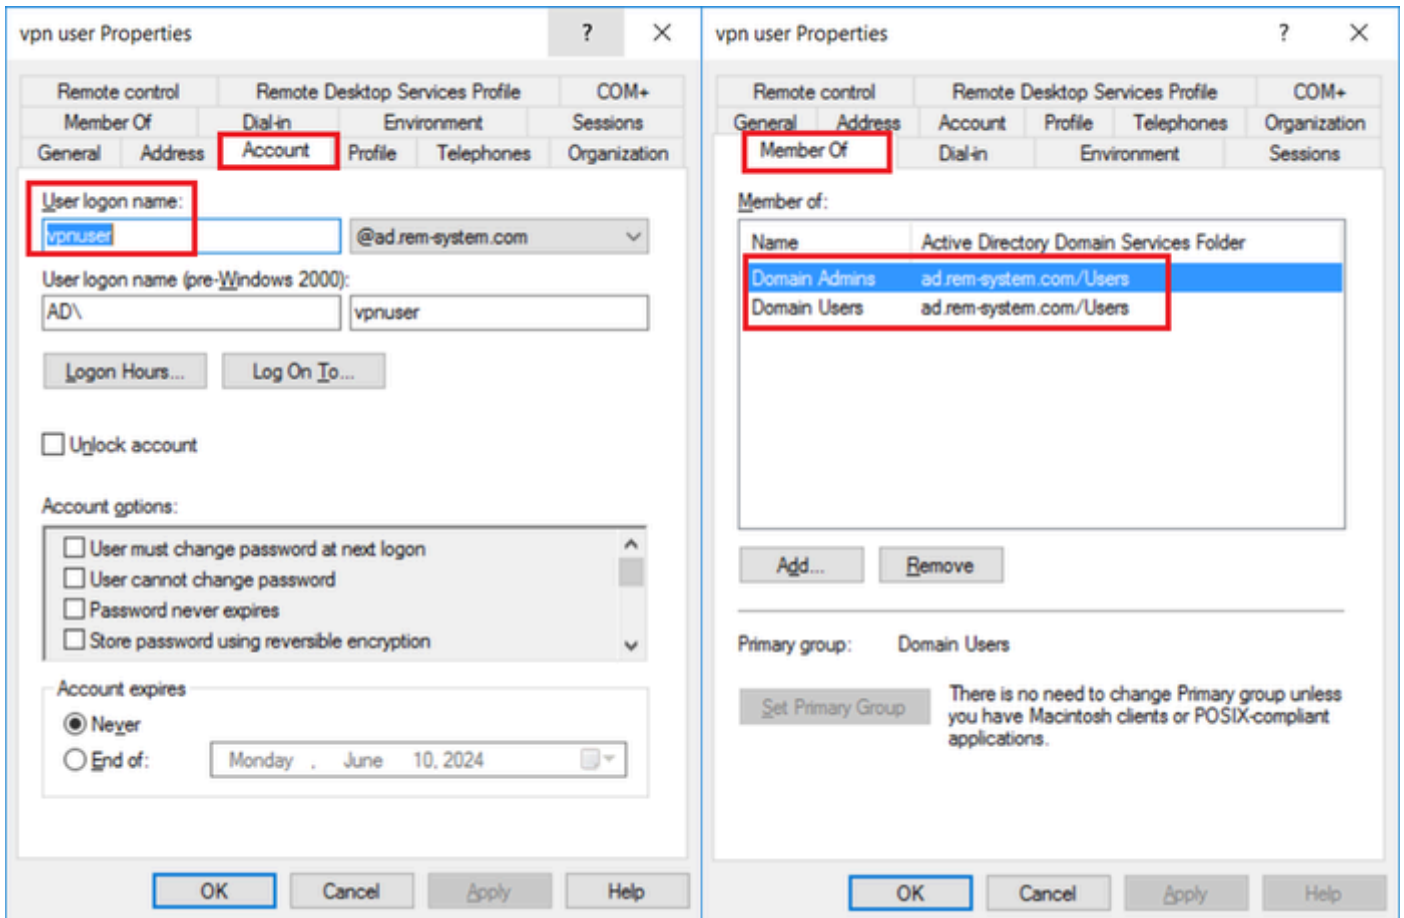 vpn user Properties ? ×
Remote control Remote Desktop Services Profile COM+
Member Of Dial-in Environment Sessions
General Address Account Profile Telephones Organization
User logon name:
vpnuser @ad.rem-system.com
User logon name (pre-Windows 2000):
AD\ vpnuser
Logon Hours... Log On To...
Unlock account
Account options:
User must change password at next logon
User cannot change password
Password never expires
Store password using reversible encryption
Account expires
Never
End of: Monday , June 10, 2024
OK Cancel Apply Help
vpn user Properties ? ×
Remote control Remote Desktop Services Profile COM+
General Address Account Profile Telephones Organization
Member Of Dial-in Environment Sessions
Member of:
Name Active Directory Domain Services Folder
Domain Admins ad.rem-system.com/Users
Domain Users ad.rem-system.com/Users
Add... Remove
Primary group: Domain Users
Set Primary Group
There is no need to change Primary group unless
you have Macintosh clients or POSIX-compliant
applications.
OK Cancel Apply Help